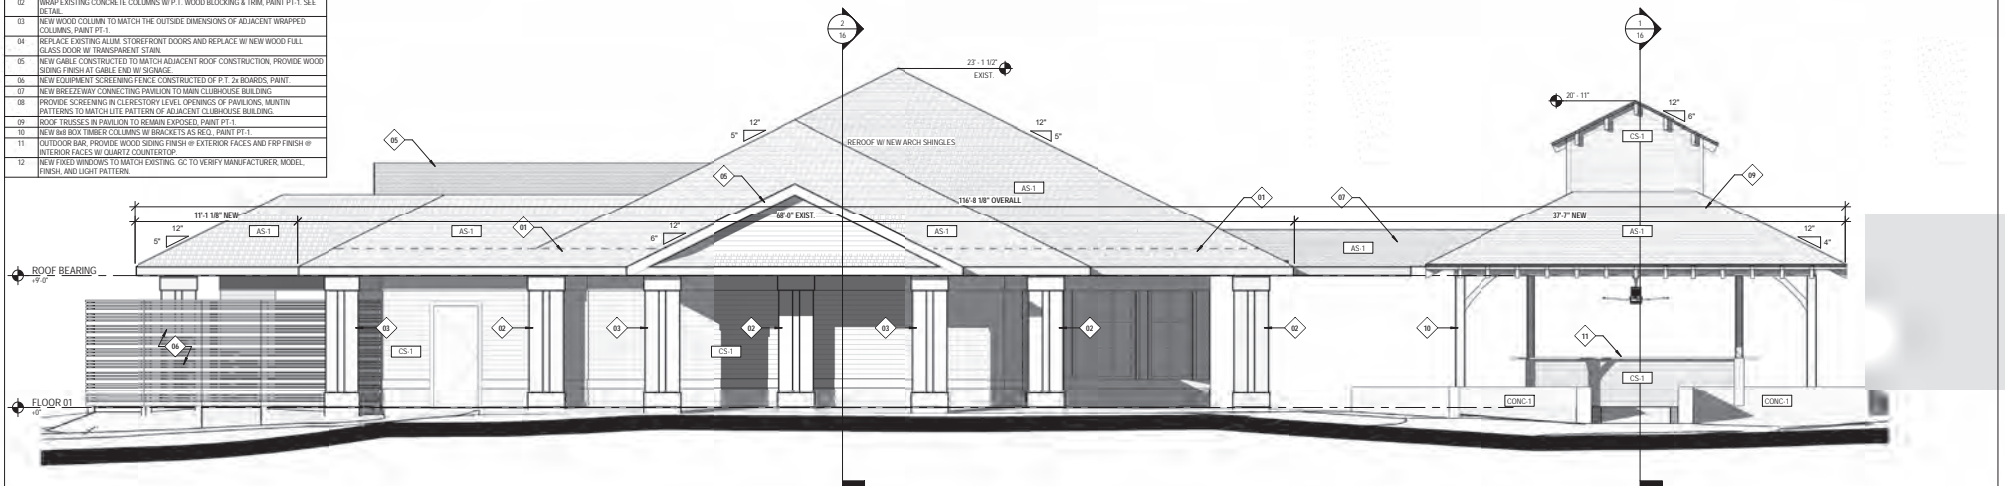 02 WRAP EXISTING CONCRETE COLUMNS W/ P.T. WOOD BLOCKING & TRIM, PAINT PT-1. SEE
DETAIL.
03 NEW WOOD COLUMN TO MATCH THE OUTSIDE DIMENSIONS OF ADJACENT WRAPPED
COLUMNS, PAINT PT-1.
04 REPLACE EXISTING ALUM. STOREFRONT DOORS AND REPLACE W/ NEW WOOD FULL
GLASS DOOR W/ TRANSPARENT STAIN.
05 NEW GABLE CONSTRUCTED TO MATCH ADJACENT ROOF CONSTRUCTION, PROVIDE WOOD
SIDING FINISH AT GABLE END W/ SIGNAGE.
06 NEW EQUIPMENT SCREENING FENCE CONSTRUCTED OF P.T. 2x BOARDS, PAINT.
07 NEW BREEZEWAY CONNECTING PAVILION TO MAIN CLUBHOUSE BUILDING
08 PROVIDE SCREENING IN CLERESTORY LEVEL OPENINGS OF PAVILIONS, MUNTIN
PATTERNS TO MATCH LITE PATTERN OF ADJACENT CLUBHOUSE BUILDING.
09 ROOF TRUSSES IN PAVILION TO REMAIN EXPOSED, PAINT PT-1.
10 NEW 8x8 BOX TIMBER COLUMNS W/ BRACKETS AS REQ., PAINT PT-1.
11 OUTDOOR BAR, PROVIDE WOOD SIDING FINISH @ EXTERIOR FACES AND FRP FINISH @
INTERIOR FACES W/ QUARTZ COUNTERTOP.
12 NEW FIXED WINDOWS TO MATCH EXISTING. GC TO VERIFY MANUFACTURER, MODEL,
FINISH, AND LIGHT PATTERN.
2
16
1
16
23' - 1 1/2"
EXIST.
20' - 11"
12"
6"
CS-1
12"
5"
12"
5"
05
REROOF W/ NEW ARCH SHINGLES
05
AS-1
01
07
09
116'-8 1/8" OVERALL
11'-1 1/8" NEW
68'-0" EXIST.
37'-7" NEW
12"
5"
AS-1
AS-1
01
12"
6"
AS-1
AS-1
AS-1
12"
4"
ROOF BEARING
+9'-0"
06
03
02
03
02
03
02
02
10
11
CS-1
CS-1
CS-1
FLOOR 01
+0"
CONC-1
CONC-1